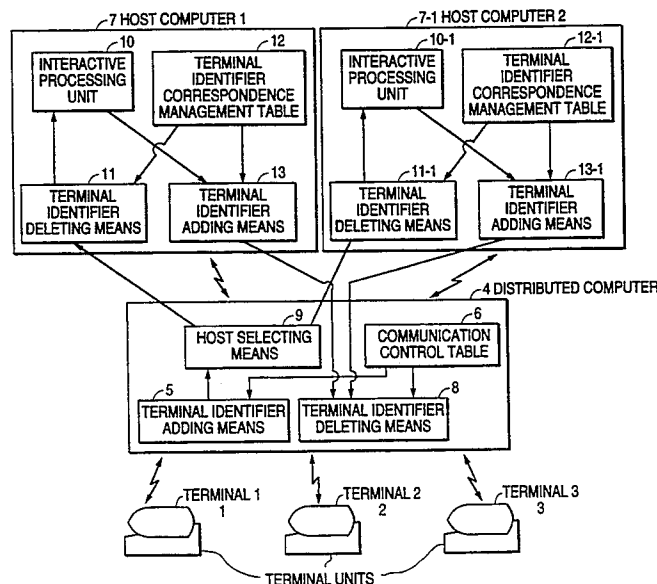 7 HOST COMPUTER 1
10
INTERACTIVE
PROCESSING
UNIT
12
TERMINAL
IDENTIFIER
CORRESPONDENCE
MANAGEMENT TABLE
11
TERMINAL
IDENTIFIER
DELETING MEANS
13
TERMINAL
IDENTIFIER
ADDING MEANS
7-1 HOST COMPUTER 2
10-1
INTERACTIVE
PROCESSING
UNIT
12-1
TERMINAL
IDENTIFIER
CORRESPONDENCE
MANAGEMENT TABLE
11-1
TERMINAL
IDENTIFIER
DELETING MEANS
13-1
TERMINAL
IDENTIFIER
ADDING MEANS
4 DISTRIBUTED COMPUTER
9
HOST SELECTING
MEANS
6
COMMUNICATION
CONTROL TABLE
5
TERMINAL IDENTIFIER
ADDING MEANS
8
TERMINAL IDENTIFIER
DELETING MEANS
TERMINAL 1
1
TERMINAL 2
2
TERMINAL 3
3
TERMINAL UNITS